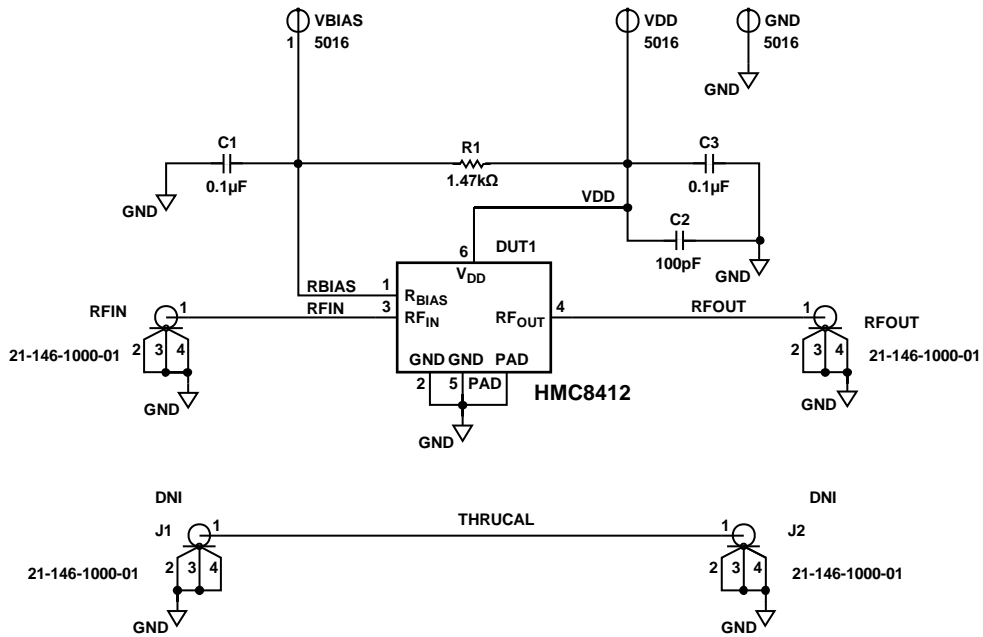 VBIAS
1
5016
VDD
5016
GND
5016
GND
C1
0.1µF
GND
R1
1.47kΩ
C3
0.1µF
VDD
C2
100pF
GND
6
DUT1
VDD
RBIAS
1
RBIAS
RFIN
3
RFIN
RFOUT
4
RFOUT
GND GND PAD
2
5
PAD
GND
HMC8412
RFIN
1
21-146-1000-01
2
3
4
GND
1
RFOUT
2
3
4
21-146-1000-01
GND
DNI
J1
1
21-146-1000-01
2
3
4
GND
THRUCAL
DNI
1
J2
2
3
4
21-146-1000-01
GND